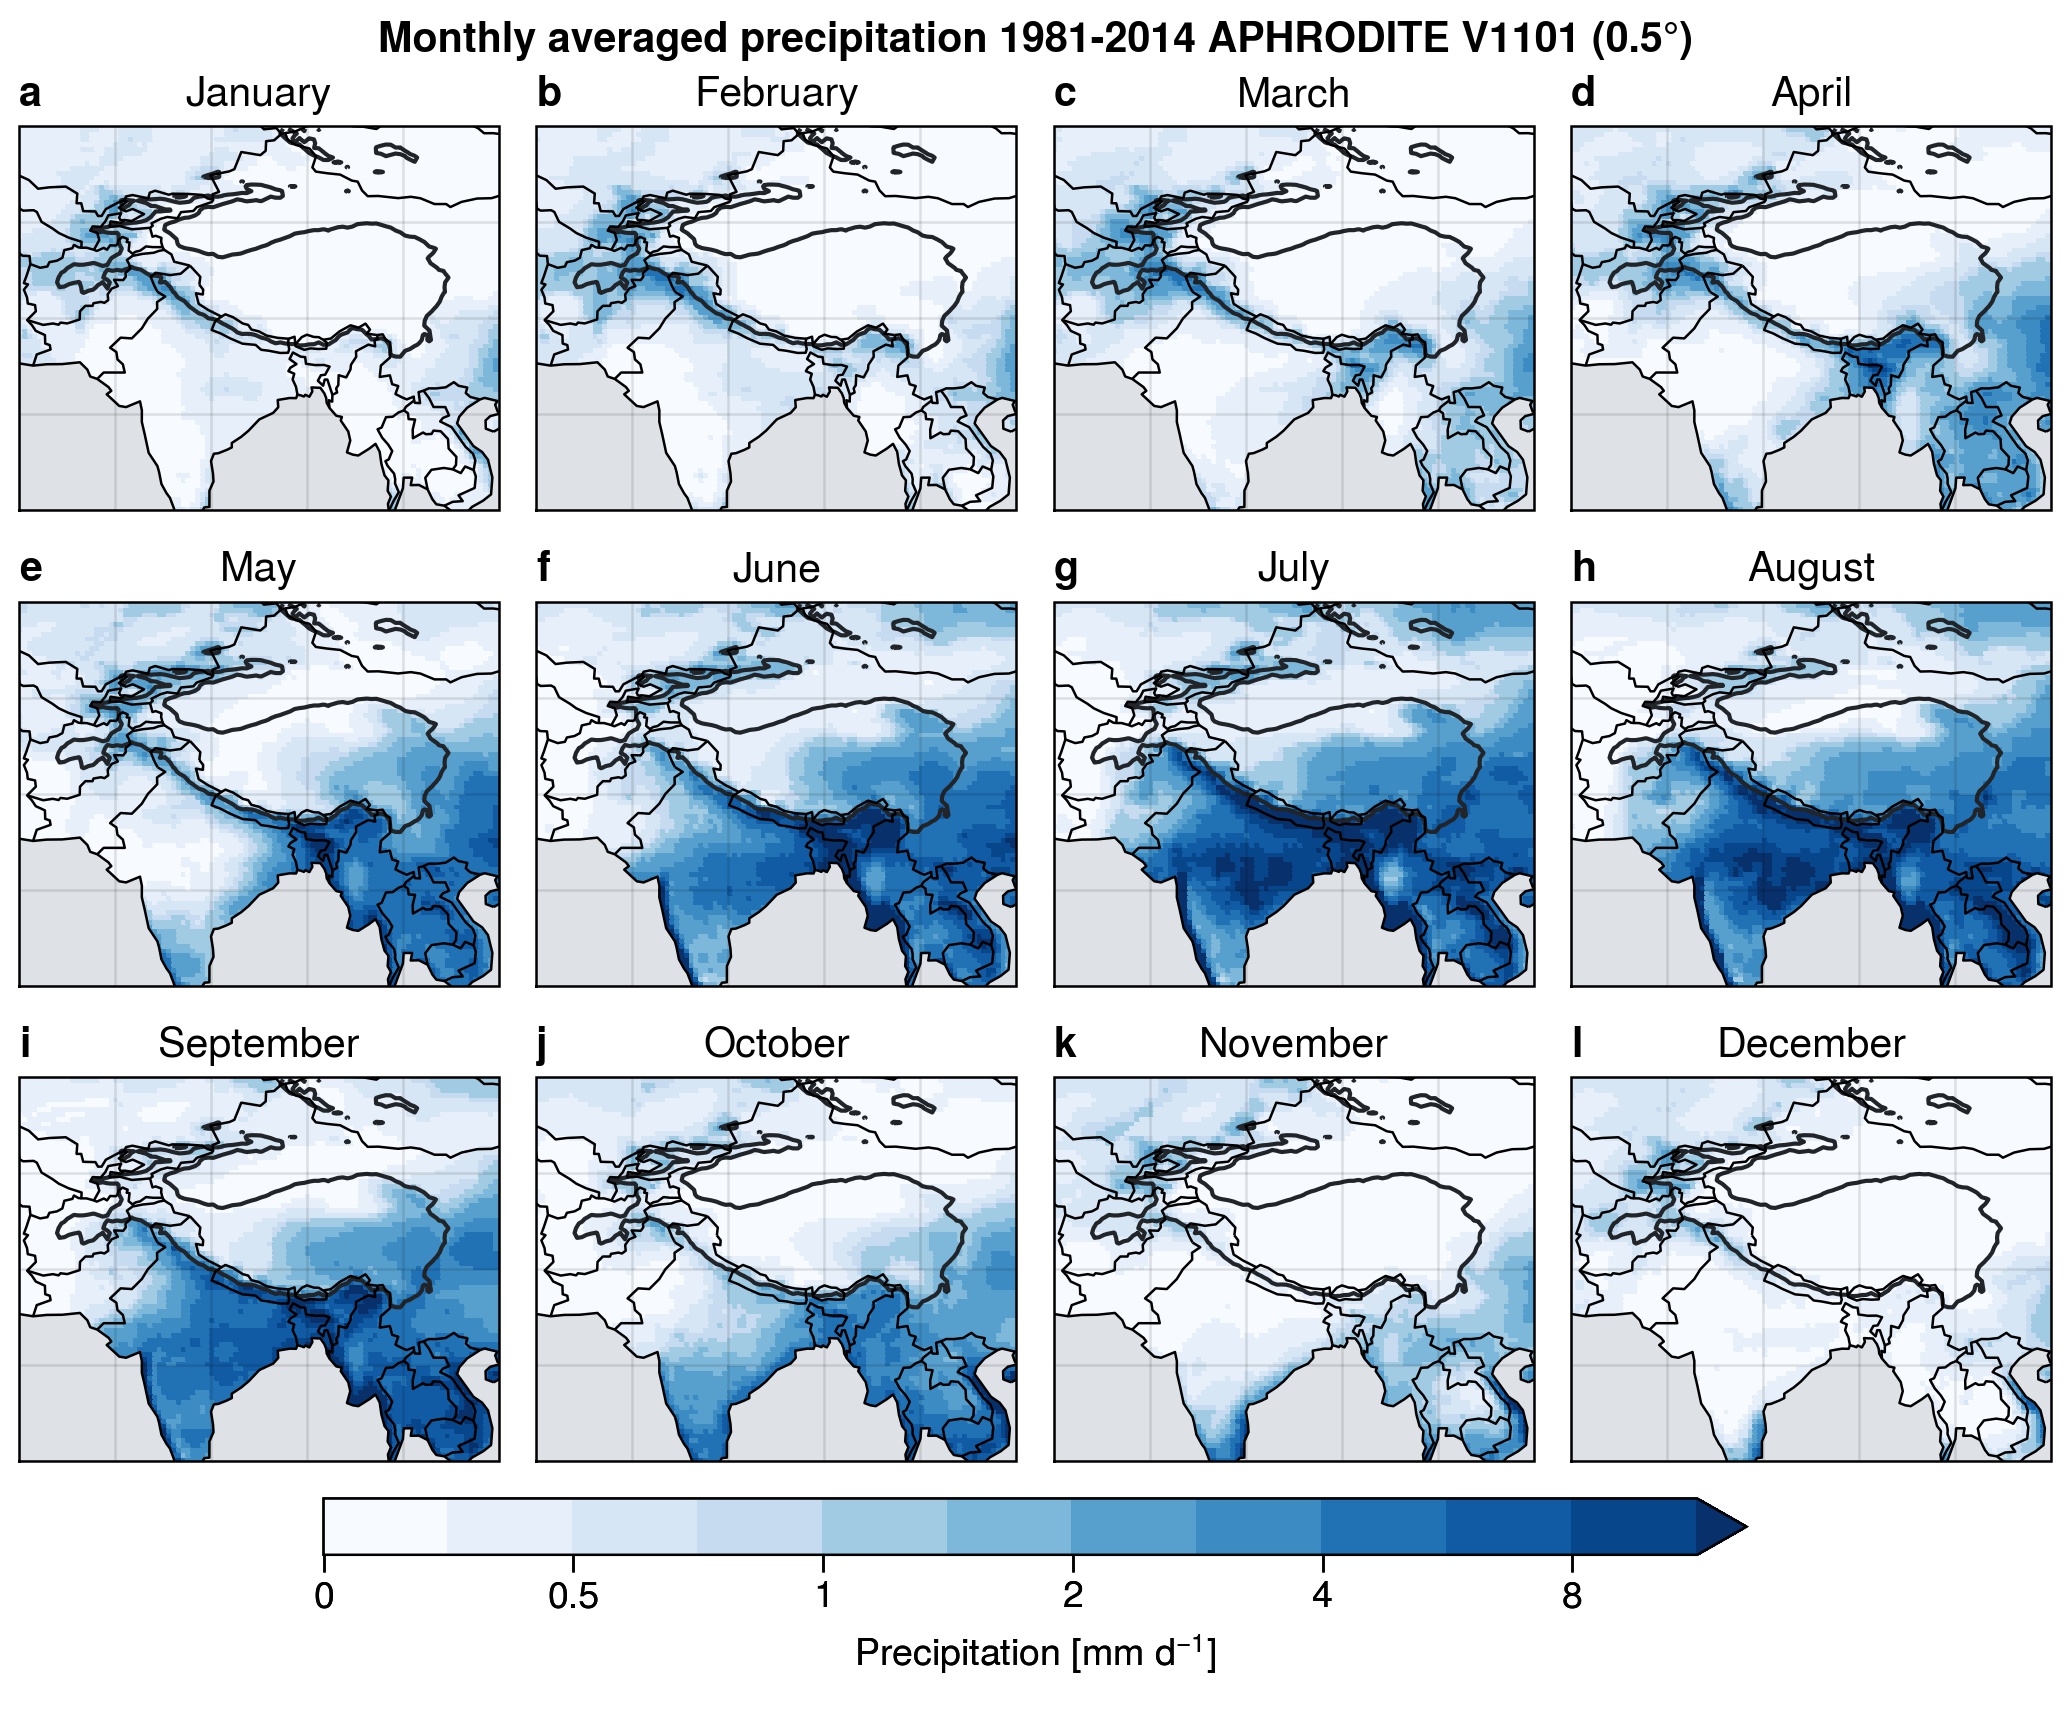 Monthly averaged precipitation 1981-2014 APHRODITE V1101 (0.5°)
a January
b February
c March
d April
e May
f June
g July
h August
i September
j October
k November
l December
0 0.5 1 2 4 8
Precipitation [mm d⁻¹]